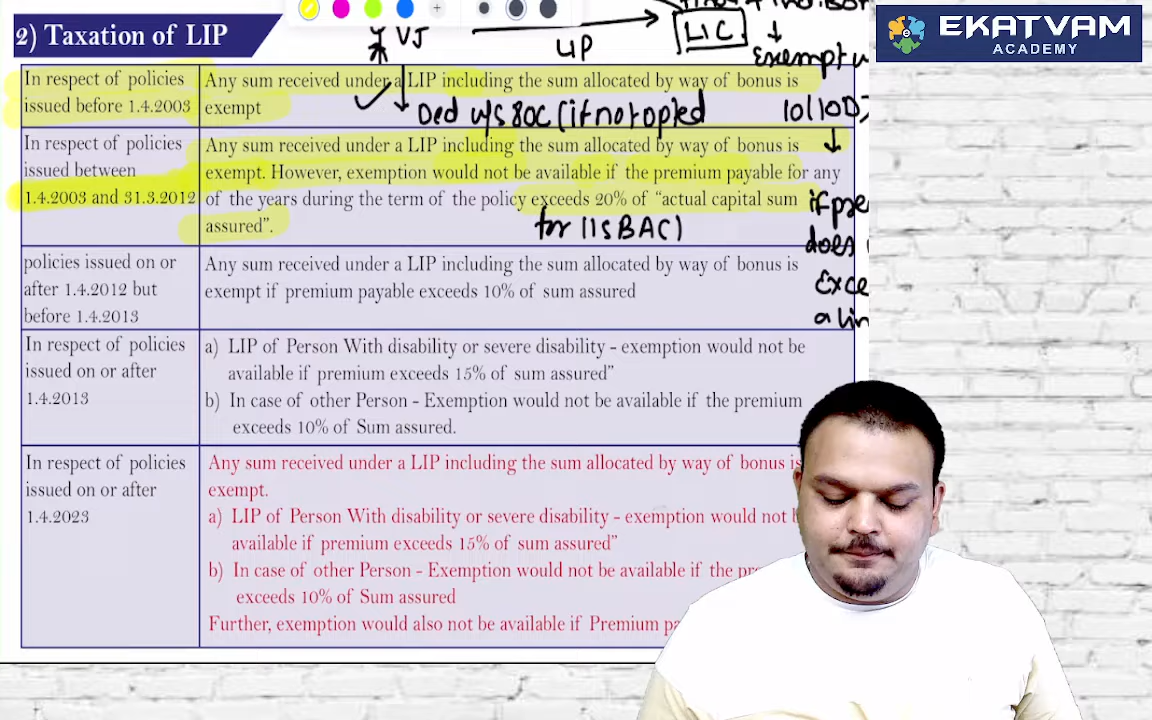 2) Taxation of LIP
VJ
LIP
LIC
EKATVAM
ACADEMY
Exempt
Ded u/s 80C (if not opted
10(10D)
for 115BAC)
does
a lim
In respect of policies
issued before 1.4.2003
Any sum received under a LIP including the sum allocated by way of bonus is
exempt
In respect of policies
issued between
1.4.2003 and 31.3.2012
Any sum received under a LIP including the sum allocated by way of bonus is
exempt. However, exemption would not be available if the premium payable for any
of the years during the term of the policy exceeds 20% of “actual capital sum
assured”.
policies issued on or
after 1.4.2012 but
before 1.4.2013
Any sum received under a LIP including the sum allocated by way of bonus is
exempt if premium payable exceeds 10% of sum assured
In respect of policies
issued on or after
1.4.2013
a) LIP of Person With disability or severe disability - exemption would not be
available if premium exceeds 15% of sum assured”
b) In case of other Person - Exemption would not be available if the premium
exceeds 10% of Sum assured.
In respect of policies
issued on or after
1.4.2023
Any sum received under a LIP including the sum allocated by way of bonus is
exempt.
a) LIP of Person With disability or severe disability - exemption would not
available if premium exceeds 15% of sum assured”
b) In case of other Person - Exemption would not be available if the
exceeds 10% of Sum assured
Further, exemption would also not be available if Premium